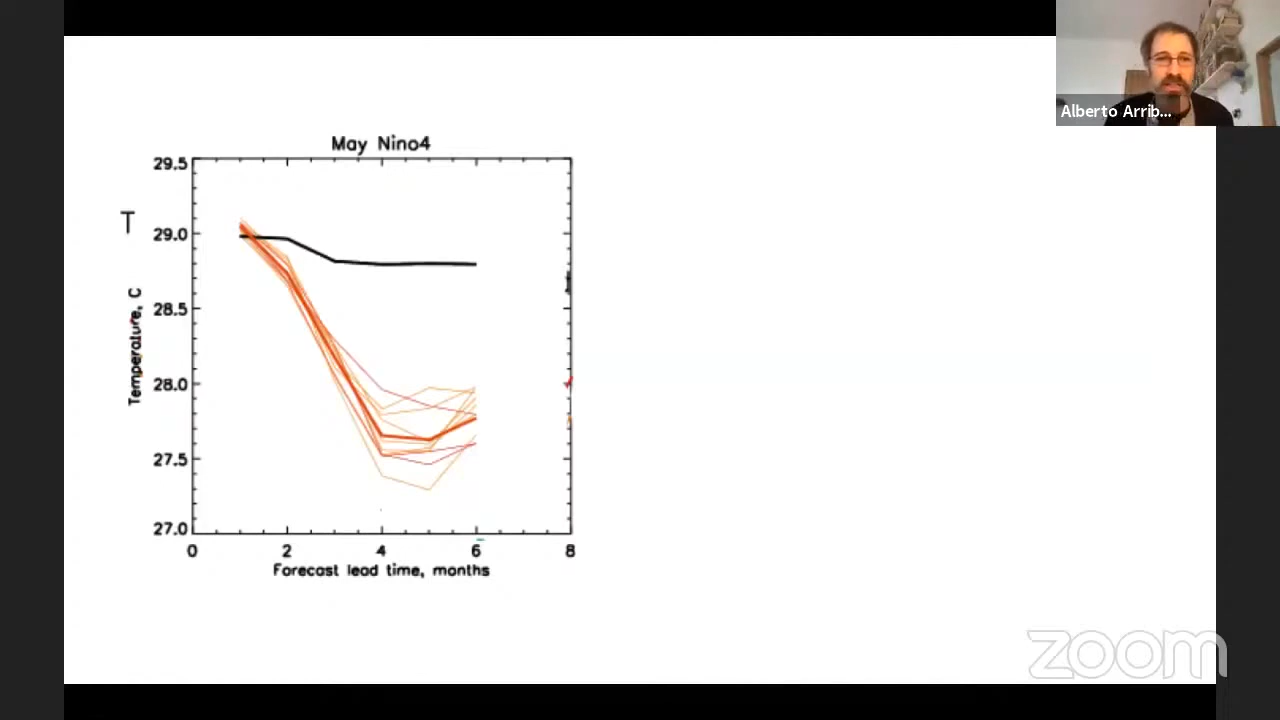 Alberto Arrib...
May Nino4
T
Temperature, C
29.5
29.0
28.5
28.0
27.5
27.0
0 2 4 6 8
Forecast lead time, months
zoom